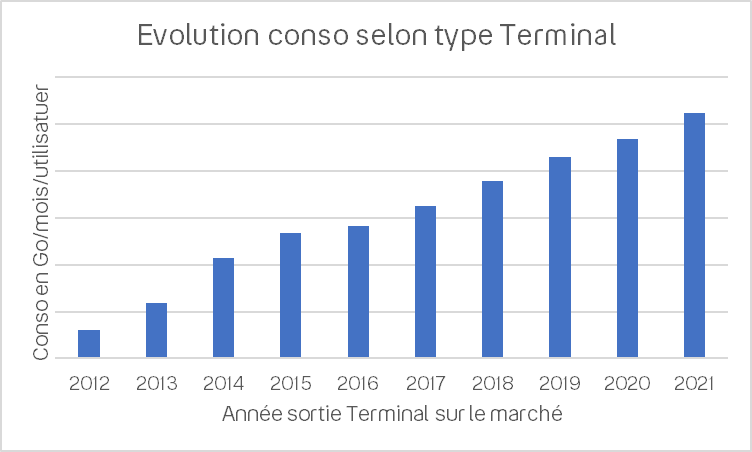 Evolution conso selon type Terminal
Conso en Go/mois/utilisatuer
2012 2013 2014 2015 2016 2017 2018 2019 2020 2021
Année sortie Terminal sur le marché